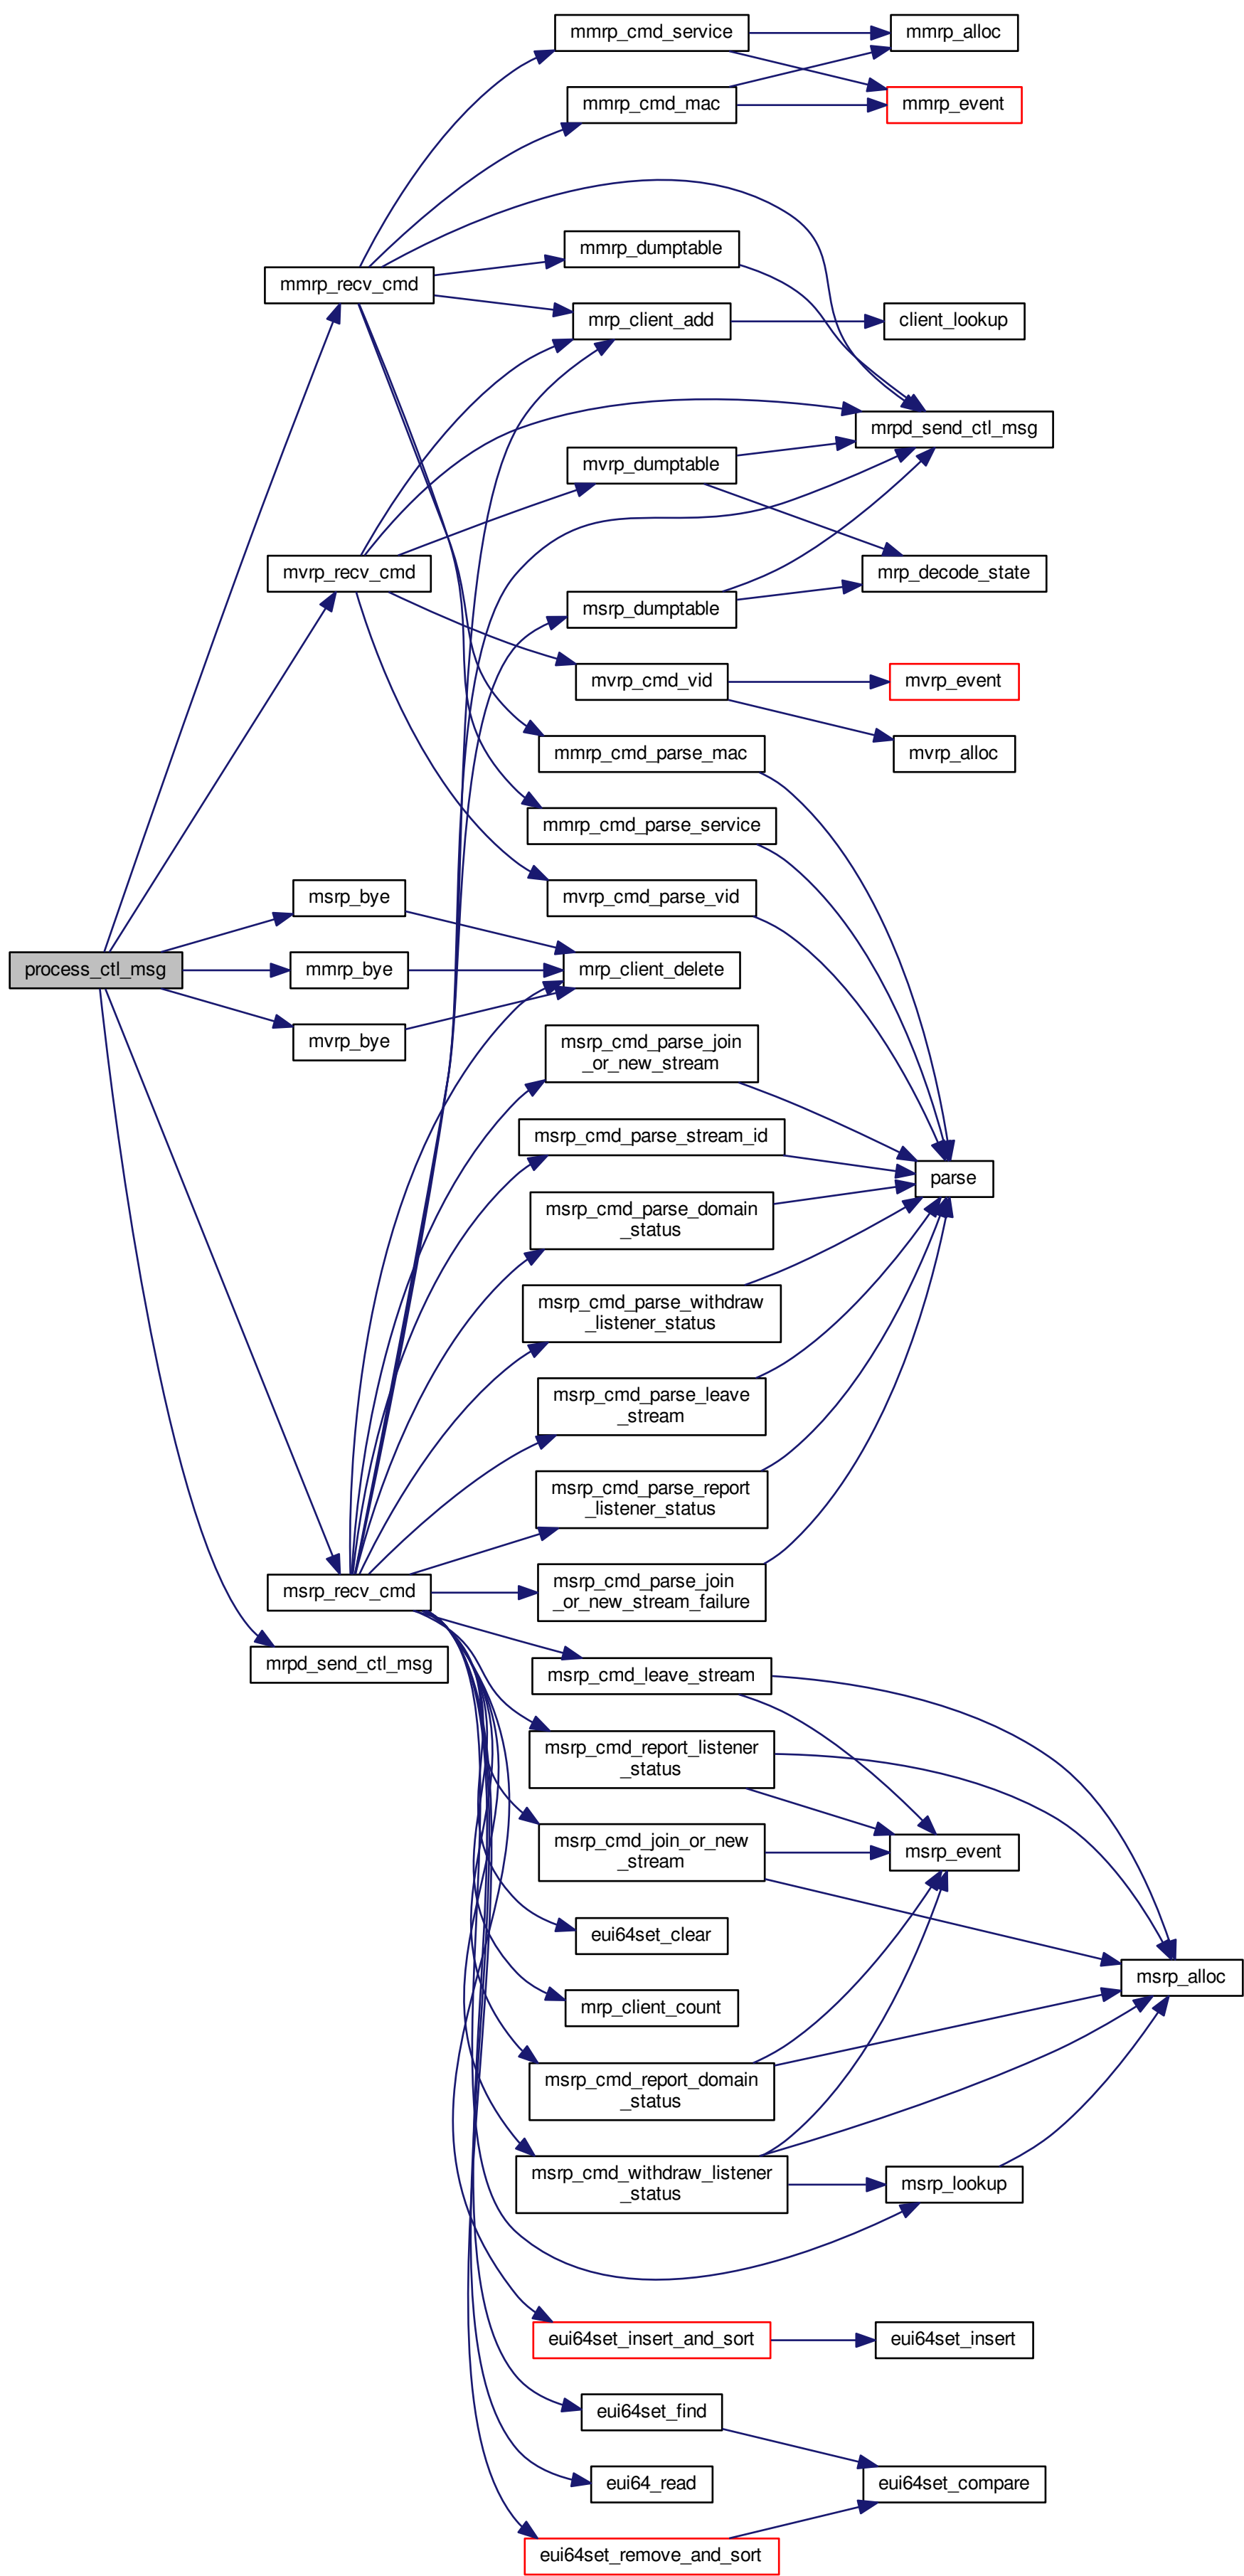 mmrp_cmd_service
mmrp_alloc
mmrp_cmd_mac
mmrp_event
mmrp_dumptable
mmrp_recv_cmd
mrp_client_add
client_lookup
mrpd_send_ctl_msg
mvrp_dumptable
mvrp_recv_cmd
mrp_decode_state
msrp_dumptable
mvrp_cmd_vid
mvrp_event
mmrp_cmd_parse_mac
mvrp_alloc
mmrp_cmd_parse_service
msrp_bye
mvrp_cmd_parse_vid
process_ctl_msg
mmrp_bye
mrp_client_delete
mvrp_bye
msrp_cmd_parse_join
_or_new_stream
msrp_cmd_parse_stream_id
parse
msrp_cmd_parse_domain
_status
msrp_cmd_parse_withdraw
_listener_status
msrp_cmd_parse_leave
_stream
msrp_cmd_parse_report
_listener_status
msrp_recv_cmd
msrp_cmd_parse_join
_or_new_stream_failure
mrpd_send_ctl_msg
msrp_cmd_leave_stream
msrp_cmd_report_listener
_status
msrp_cmd_join_or_new
_stream
msrp_event
eui64set_clear
msrp_alloc
mrp_client_count
msrp_cmd_report_domain
_status
msrp_cmd_withdraw_listener
_status
msrp_lookup
eui64set_insert_and_sort
eui64set_insert
eui64set_find
eui64_read
eui64set_compare
eui64set_remove_and_sort